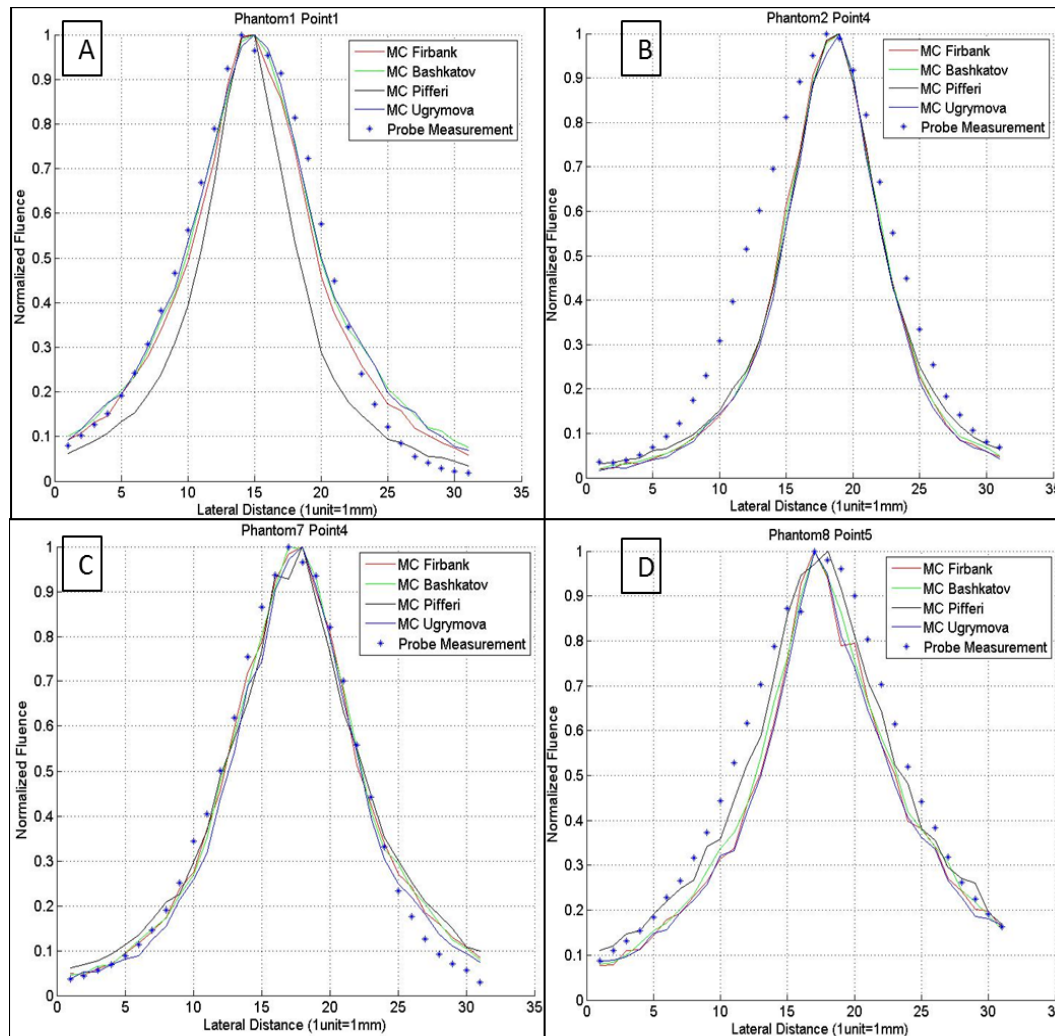 Phantom1 Point1
A
MC Firbank
MC Bashkatov
MC Pifferi
MC Ugrymova
Probe Measurement
Normalized Fluence
1
0.9
0.8
0.7
0.6
0.5
0.4
0.3
0.2
0.1
0
0 5 10 15 20 25 30 35
Lateral Distance (1unit=1mm)
Phantom2 Point4
B
MC Firbank
MC Bashkatov
MC Pifferi
MC Ugrymova
Probe Measurement
Normalized Fluence
1
0.9
0.8
0.7
0.6
0.5
0.4
0.3
0.2
0.1
0
0 5 10 15 20 25 30 35
Lateral Distance (1unit=1mm)
Phantom7 Point4
C
MC Firbank
MC Bashkatov
MC Pifferi
MC Ugrymova
Probe Measurement
Normalized Fluence
1
0.9
0.8
0.7
0.6
0.5
0.4
0.3
0.2
0.1
0
0 5 10 15 20 25 30 35
Lateral Distance (1unit=1mm)
Phantom8 Point5
D
MC Firbank
MC Bashkatov
MC Pifferi
MC Ugrymova
Probe Measurement
Normalized Fluence
1
0.9
0.8
0.7
0.6
0.5
0.4
0.3
0.2
0.1
0
0 5 10 15 20 25 30 35
Lateral Distance (1unit=1mm)